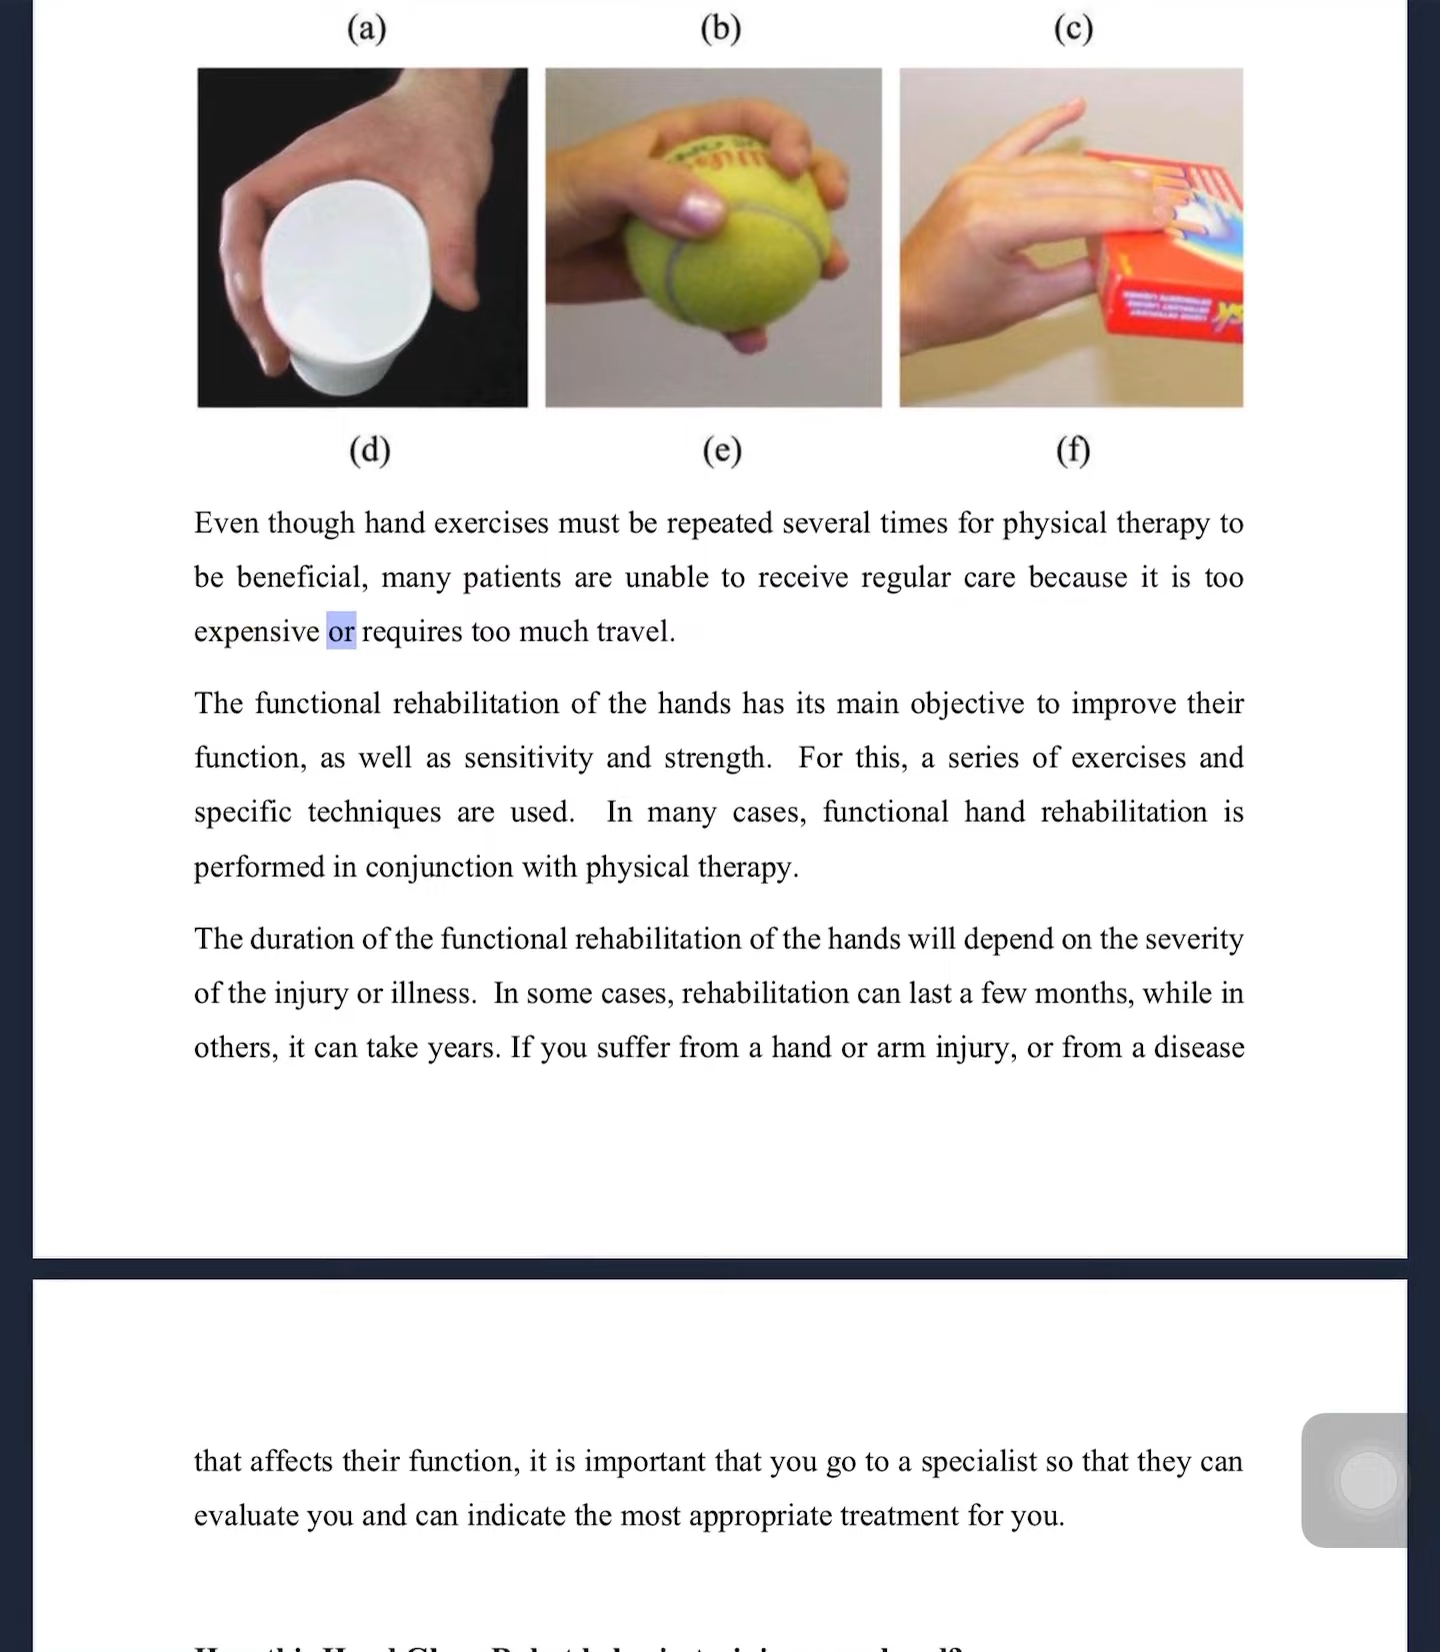 (a) (b) (c)
(d) (e) (f)
Even though hand exercises must be repeated several times for physical therapy to
be beneficial, many patients are unable to receive regular care because it is too
expensive or requires too much travel.
The functional rehabilitation of the hands has its main objective to improve their
function, as well as sensitivity and strength.  For this, a series of exercises and
specific techniques are used.  In many cases, functional hand rehabilitation is
performed in conjunction with physical therapy.
The duration of the functional rehabilitation of the hands will depend on the severity
of the injury or illness.  In some cases, rehabilitation can last a few months, while in
others, it can take years. If you suffer from a hand or arm injury, or from a disease
that affects their function, it is important that you go to a specialist so that they can
evaluate you and can indicate the most appropriate treatment for you.